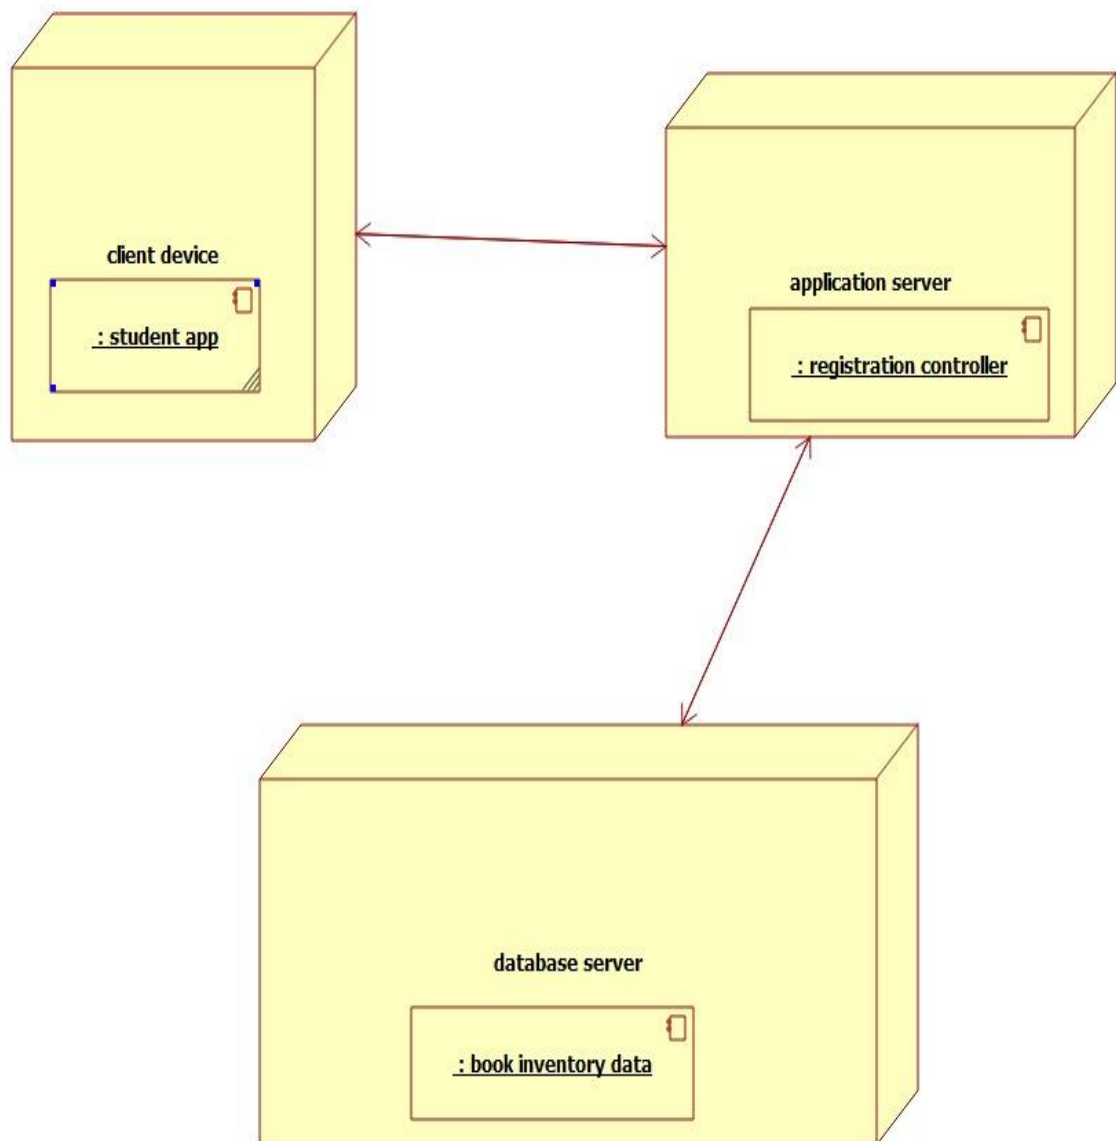 client device
: student app
application server
: registration controller
database server
: book inventory data